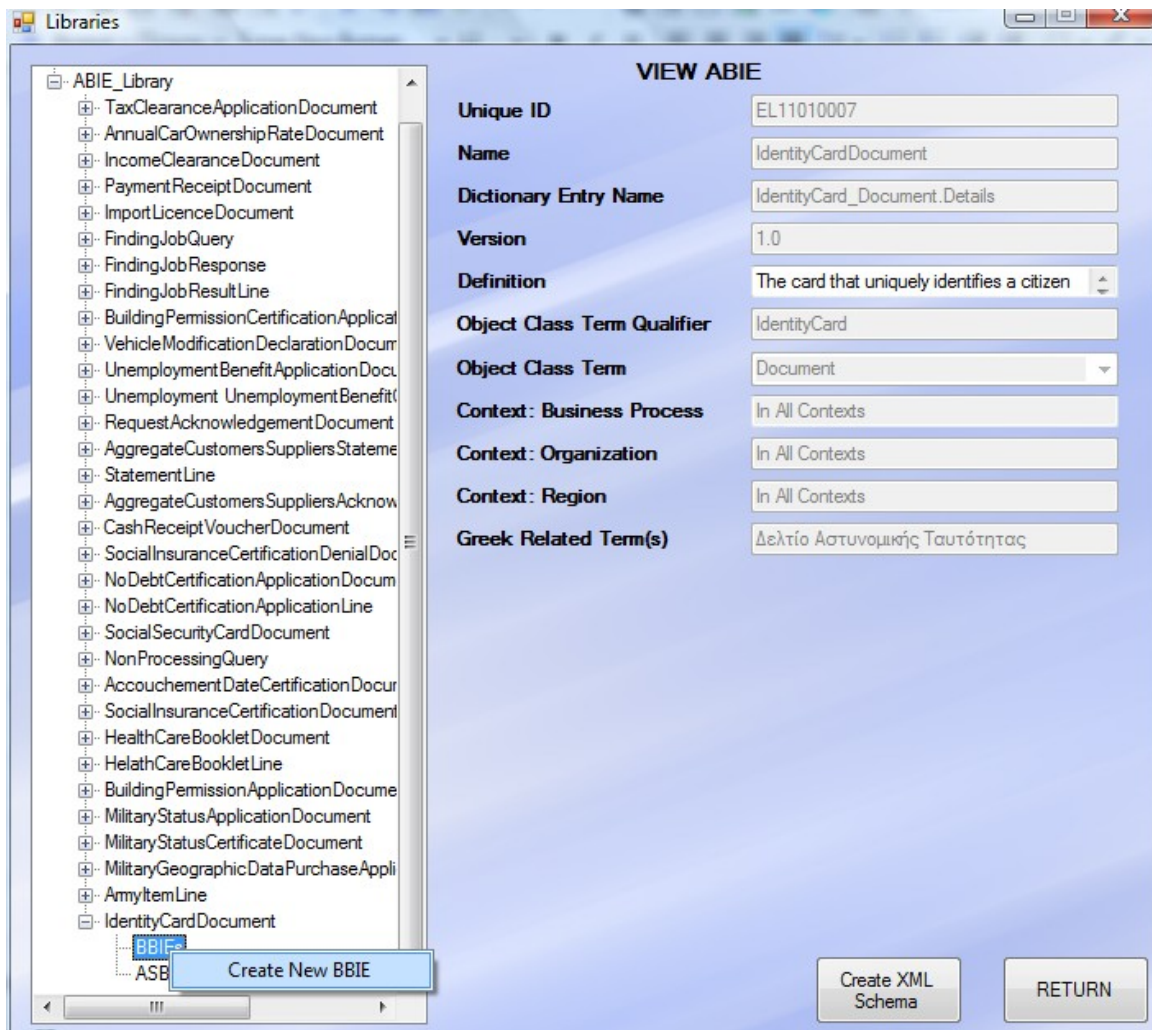 Libraries
ABIE_Library
TaxClearanceApplicationDocument
AnnualCarOwnershipRateDocument
IncomeClearanceDocument
PaymentReceiptDocument
ImportLicenceDocument
FindingJobQuery
FindingJobResponse
FindingJobResultLine
BuildingPermissionCertificationApplicat
VehicleModificationDeclarationDocum
UnemploymentBenefitApplicationDocu
Unemployment UnemploymentBenefit(
RequestAcknowledgementDocument
AggregateCustomersSuppliersStateme
StatementLine
AggregateCustomersSuppliersAcknow
CashReceiptVoucherDocument
SocialInsuranceCertificationDenialDoc
NoDebtCertificationApplicationDocum
NoDebtCertificationApplicationLine
SocialSecurityCardDocument
NonProcessingQuery
AccouchementDateCertificationDocur
SocialInsuranceCertificationDocument
HealthCareBookletDocument
HelathCareBookletLine
BuildingPermissionApplicationDocume
MilitaryStatusApplicationDocument
MilitaryStatusCertificateDocument
MilitaryGeographicDataPurchaseAppli
ArmyItemLine
IdentityCardDocument
BBIEs
ASB
Create New BBIE
VIEW ABIE
Unique ID EL11010007
Name IdentityCardDocument
Dictionary Entry Name IdentityCard_Document.Details
Version 1.0
Definition The card that uniquely identifies a citizen
Object Class Term Qualifier IdentityCard
Object Class Term Document
Context: Business Process In All Contexts
Context: Organization In All Contexts
Context: Region In All Contexts
Greek Related Term(s) Δελτίο Αστυνομικής Ταυτότητας
Create XML
Schema
RETURN